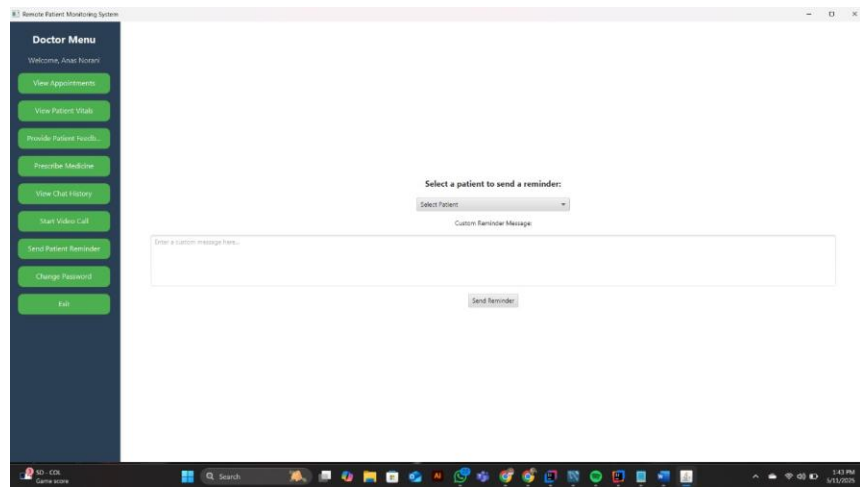 Remote Patient Monitoring System
Doctor Menu
Welcome, Anas Norani
View Appointments
View Patient Vitals
Provide Patient Feedb...
Prescribe Medicine
View Chat History
Start Video Call
Send Patient Reminder
Change Password
Exit
Select a patient to send a reminder:
Select Patient
Custom Reminder Message:
Enter a custom message here...
Send Reminder
SD - COL
Game score
Search
1:43 PM
5/11/2025